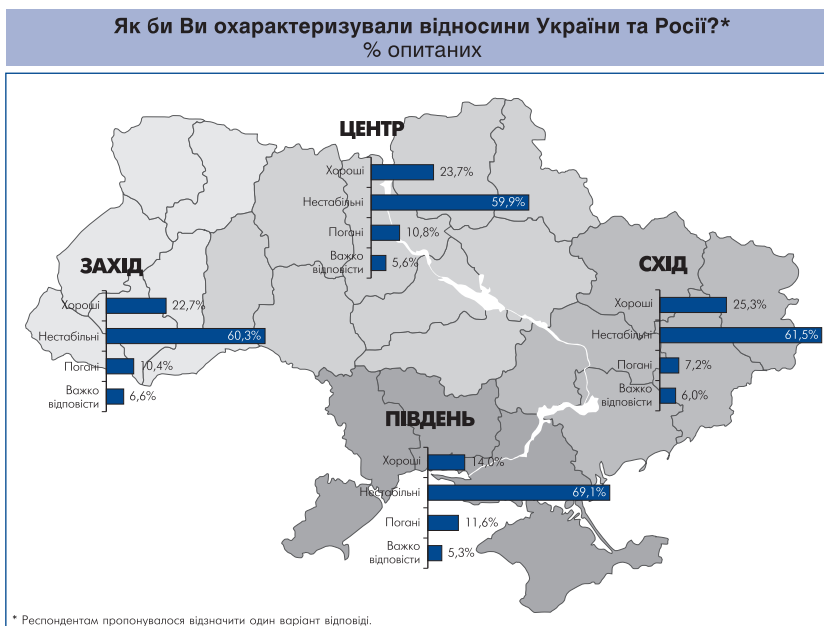 Як би Ви охарактеризували відносини України та Росії?*
% опитаних
ЦЕНТР
Хороші 23,7%
Нестабільні 59,9%
Погані 10,8%
Важко
відповісти 5,6%
ЗАХІД
Хороші 22,7%
Нестабільні 60,3%
Погані 10,4%
Важко
відповісти 6,6%
СХІД
Хороші 25,3%
Нестабільні 61,5%
Погані 7,2%
Важко
відповісти 6,0%
ПІВДЕНЬ
Хороші 14,0%
Нестабільні 69,1%
Погані 11,6%
Важко
відповісти 5,3%
* Респондентам пропонувалося відзначити один варіант відповіді.